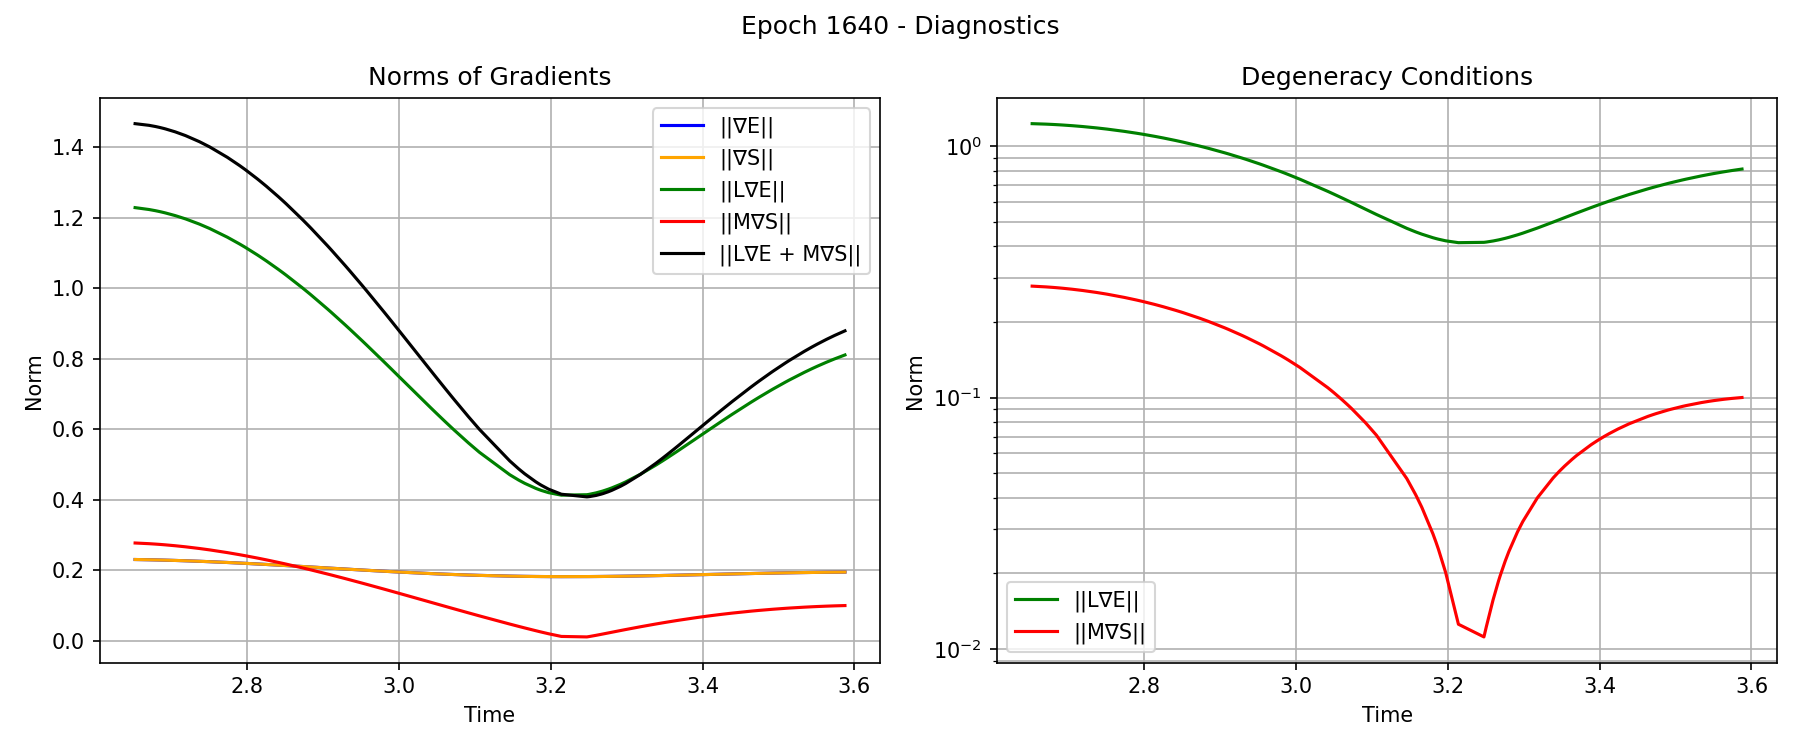 Epoch 1640 - Diagnostics
Norms of Gradients
Norm
1.4
1.2
1.0
0.8
0.6
0.4
0.2
0.0
||∇E||
||∇S||
||L∇E||
||M∇S||
||L∇E + M∇S||
2.8 3.0 3.2 3.4 3.6
Time
Degeneracy Conditions
Norm
10⁰
10⁻¹
10⁻²
||L∇E||
||M∇S||
2.8 3.0 3.2 3.4 3.6
Time